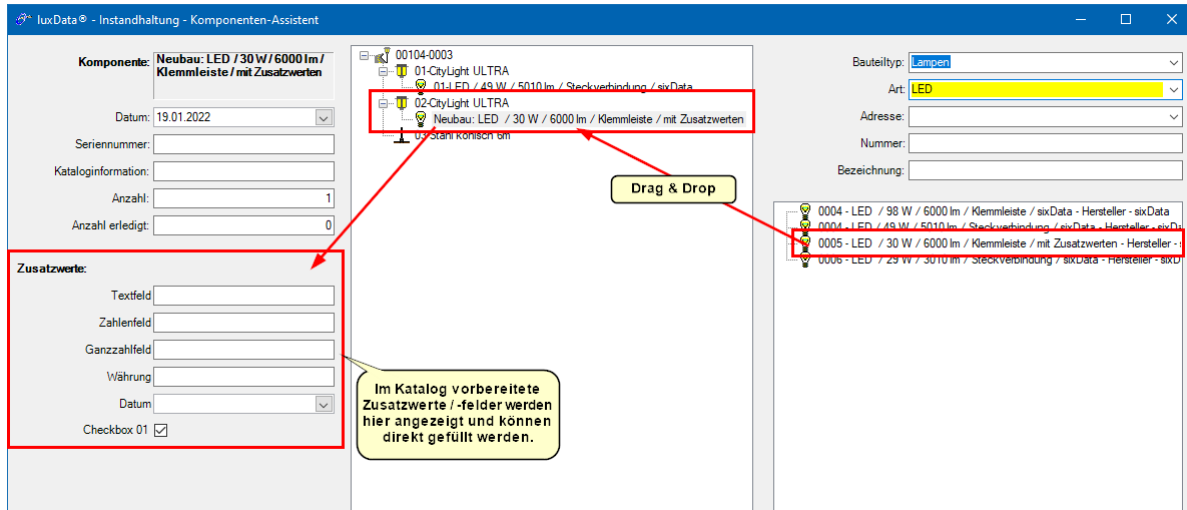 luxData® - Instandhaltung - Komponenten-Assistent
Komponente:
Neubau: LED / 30 W / 6000 lm /
Klemmleiste / mit Zusatzwerten
Datum: 19.01.2022
Seriennummer:
Kataloginformation:
Anzahl: 1
Anzahl erledigt: 0
Zusatzwerte:
Textfeld
Zahlenfeld
Ganzzahlfeld
Währung
Datum
Checkbox 01
00104-0003
01-CityLight ULTRA
01-LED / 49 W / 5010 lm / Steckverbindung / sixData
02-CityLight ULTRA
Neubau: LED / 30 W / 6000 lm / Klemmleiste / mit Zusatzwerten
03-Stahl konisch 6m
Drag & Drop
Im Katalog vorbereitete
Zusatzwerte / -felder werden
hier angezeigt und können
direkt gefüllt werden.
Bauteiltyp: Lampen
Art: LED
Adresse:
Nummer:
Bezeichnung:
0004 - LED / 98 W / 6000 lm / Klemmleiste / sixData - Hersteller - sixData
0004 - LED / 49 W / 5010 lm / Steckverbindung / sixData - Hersteller - sixDa
0005 - LED / 30 W / 6000 lm / Klemmleiste / mit Zusatzwerten - Hersteller - s
0006 - LED / 29 W / 3010 lm / Steckverbindung / sixData - Hersteller - sixD